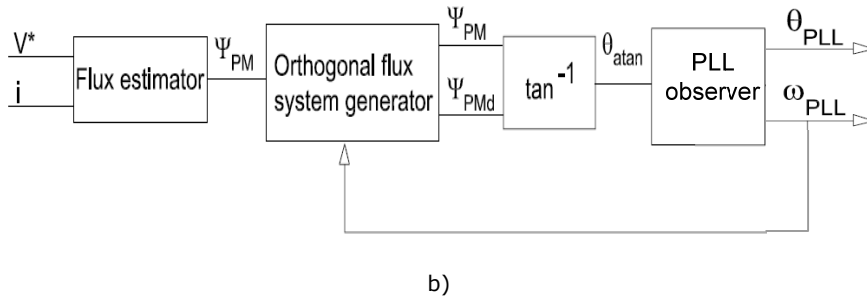 V*
i
Flux estimator
Ψ_PM
Orthogonal flux
system generator
Ψ_PM
Ψ_PMd
tan⁻¹
θ_atan
PLL
observer
θ_PLL
ω_PLL
b)